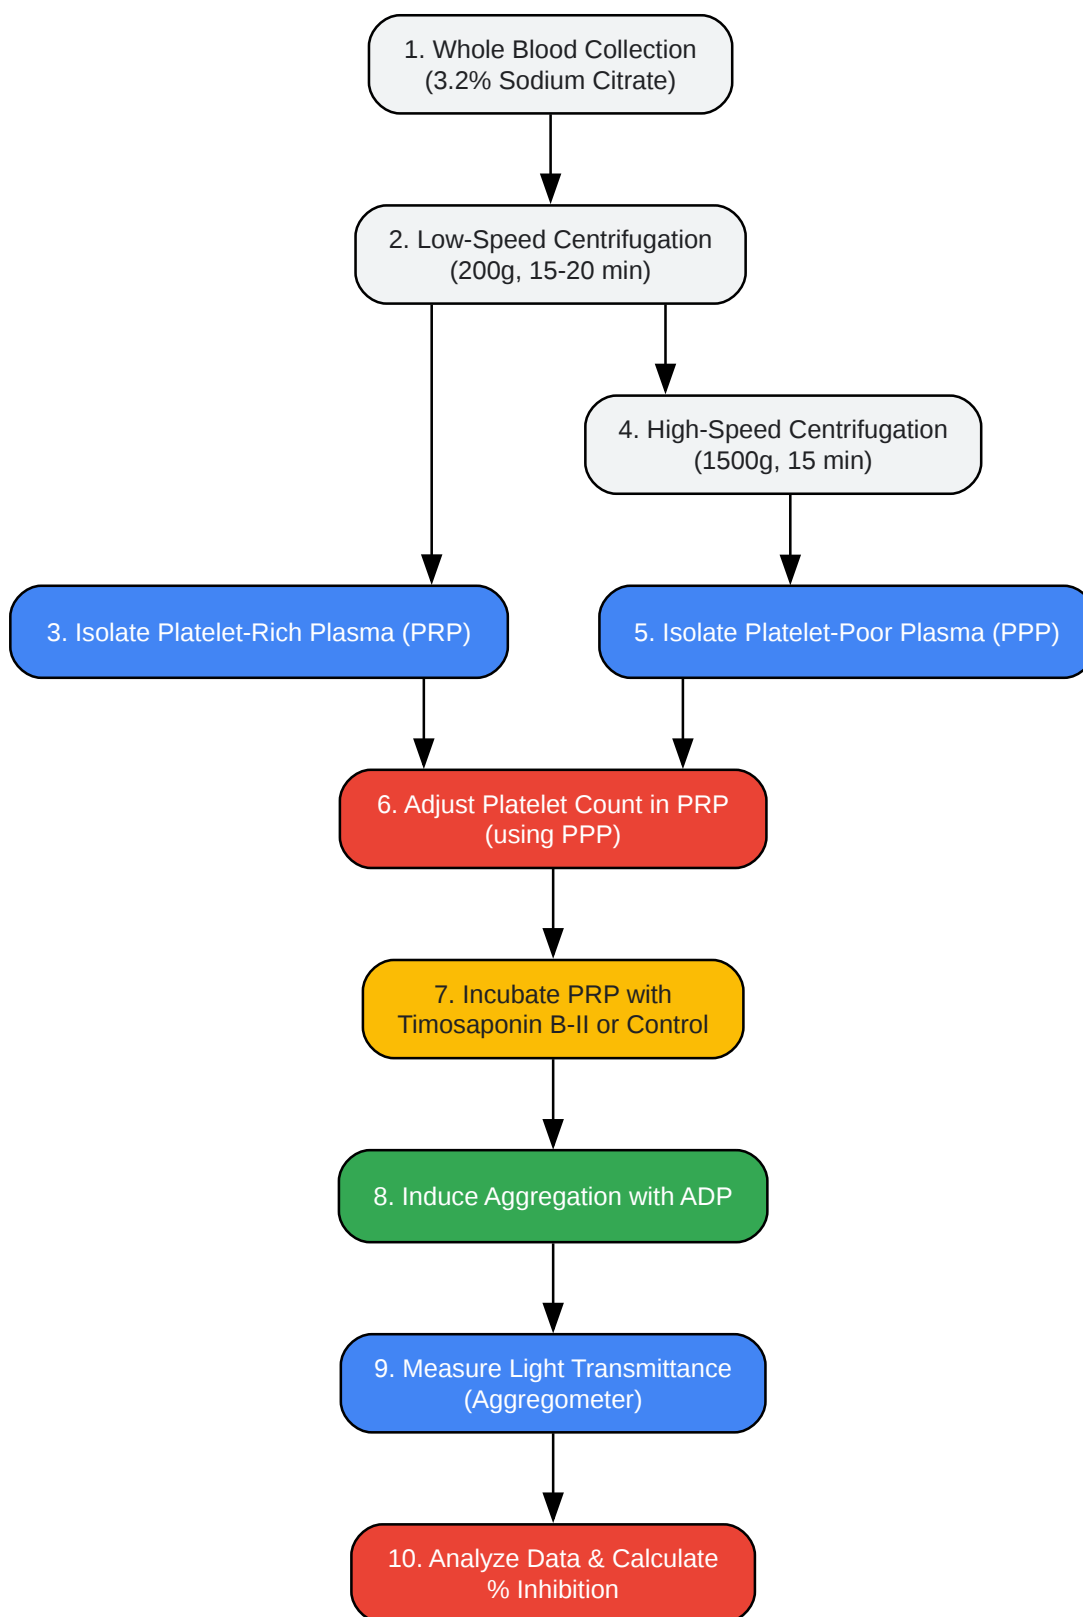 1. Whole Blood Collection
(3.2% Sodium Citrate)
2. Low-Speed Centrifugation
(200g, 15-20 min)
4. High-Speed Centrifugation
(1500g, 15 min)
3. Isolate Platelet-Rich Plasma (PRP)
5. Isolate Platelet-Poor Plasma (PPP)
6. Adjust Platelet Count in PRP
(using PPP)
7. Incubate PRP with
Timosaponin B-II or Control
8. Induce Aggregation with ADP
9. Measure Light Transmittance
(Aggregometer)
10. Analyze Data & Calculate
% Inhibition